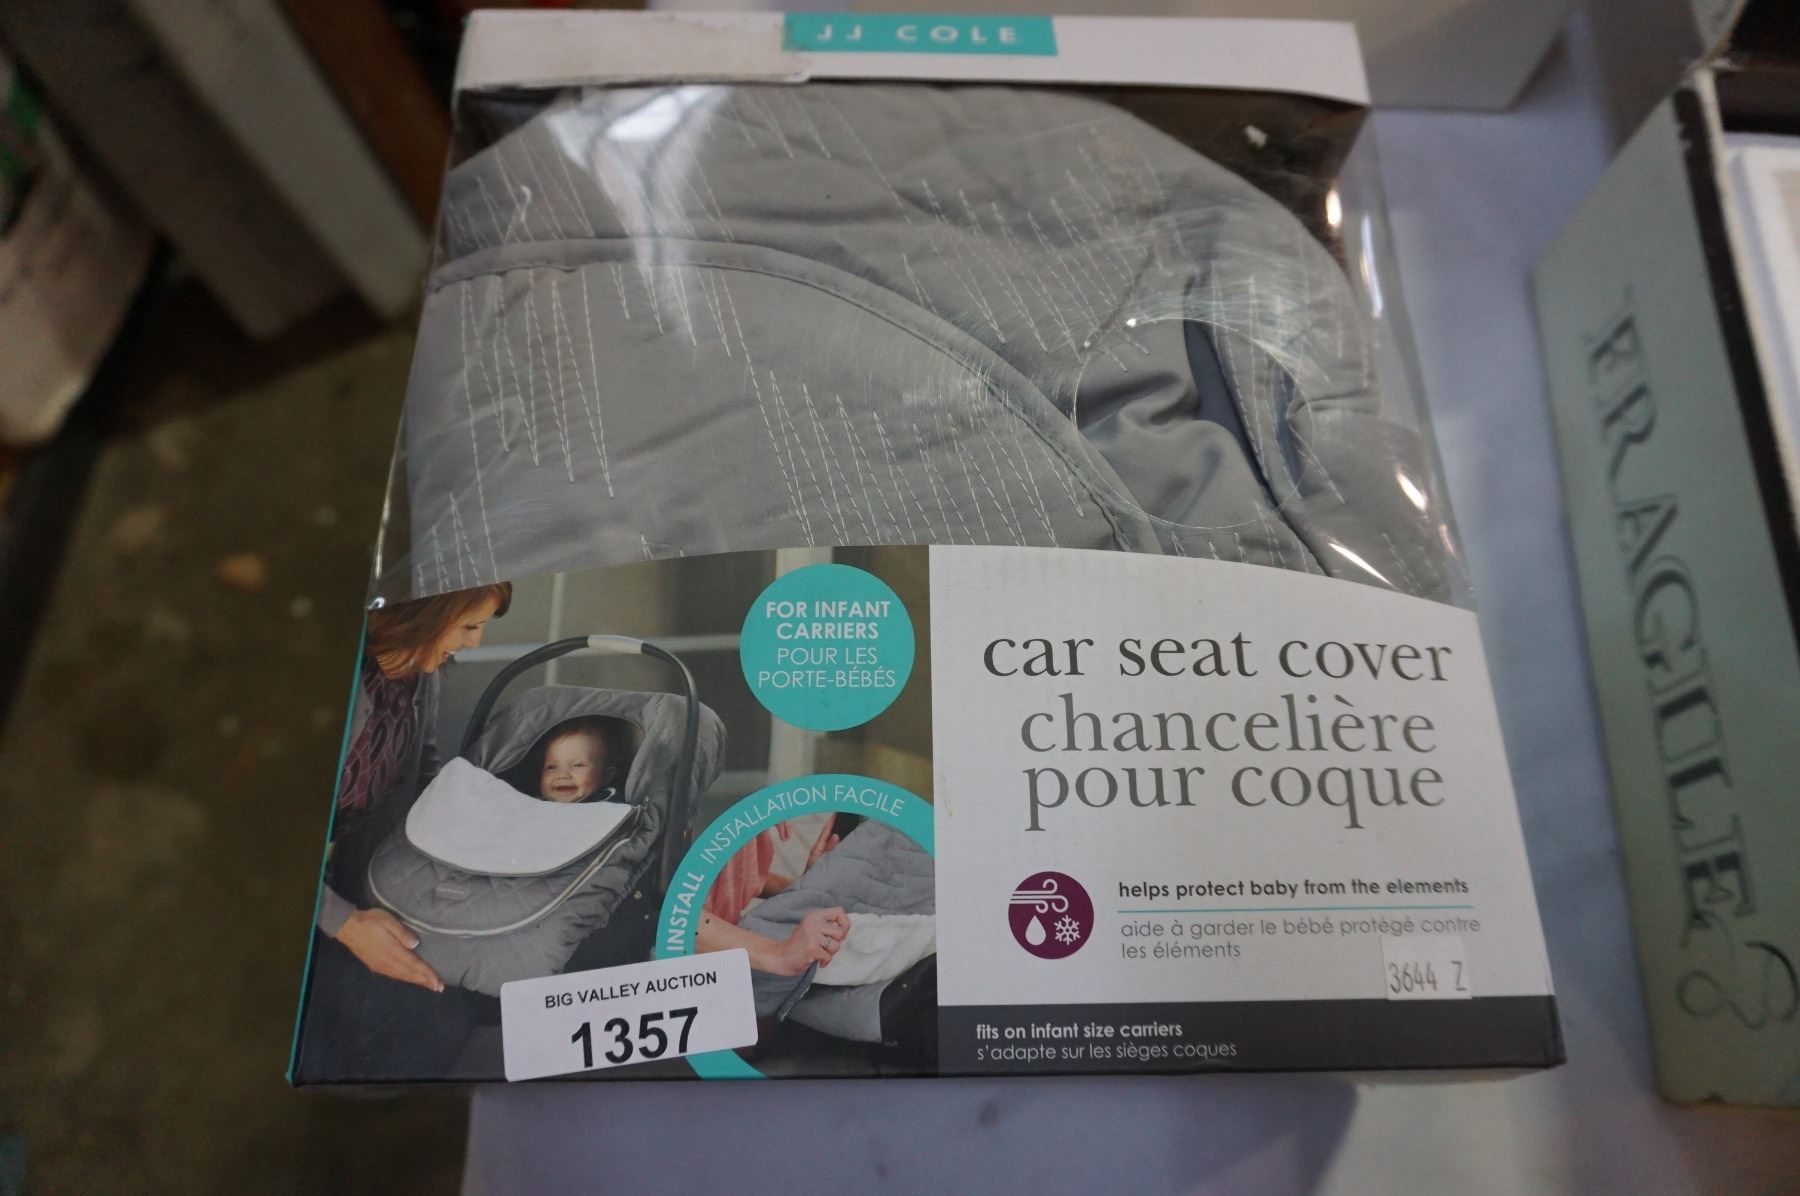 JJ COLE
FOR INFANT
CARRIERS
POUR LES
PORTE-BÉBÉS
car seat cover
chancelière
pour coque
INSTALL INSTALLATION FACILE
helps protect baby from the elements
aide à garder le bébé protégé contre
les éléments
3644 Z
fits on infant size carriers
s'adapte sur les sièges coques
BIG VALLEY AUCTION
1357
FRAGILE